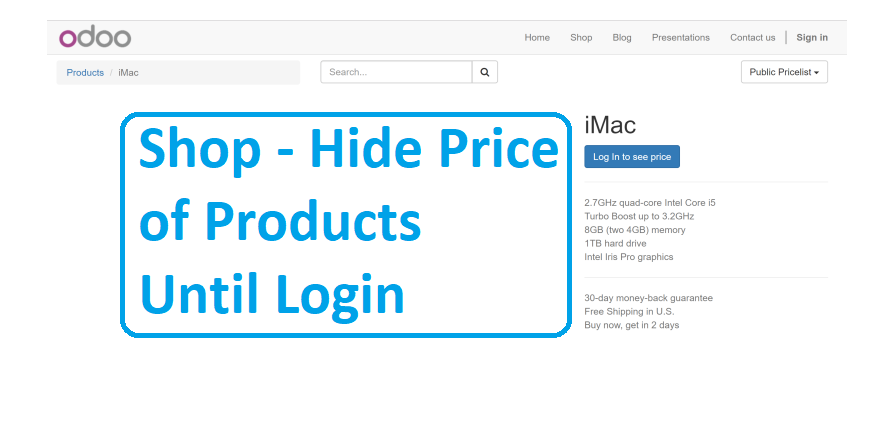 odoo
Home Shop Blog Presentations Contact us | Sign in
Products / iMac
Search...
Public Pricelist
Shop - Hide Price
of Products
Until Login
iMac
Log In to see price
2.7GHz quad-core Intel Core i5
Turbo Boost up to 3.2GHz
8GB (two 4GB) memory
1TB hard drive
Intel Iris Pro graphics
30-day money-back guarantee
Free Shipping in U.S.
Buy now, get in 2 days